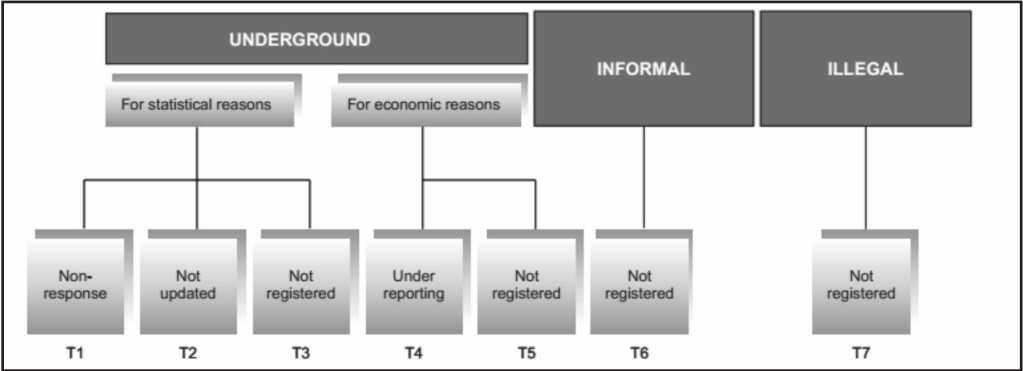 UNDERGROUND
INFORMAL
ILLEGAL
For statistical reasons
For economic reasons
Non-
response
Not
updated
Not
registered
Under
reporting
Not
registered
Not
registered
Not
registered
T1
T2
T3
T4
T5
T6
T7